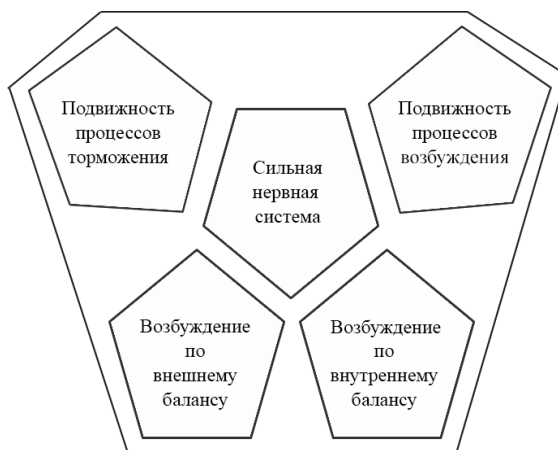 Подвижность
процессов
торможения
Подвижность
процессов
возбуждения
Сильная
нервная
система
Возбуждение
по
внешнему
балансу
Возбуждение
по
внутреннему
балансу